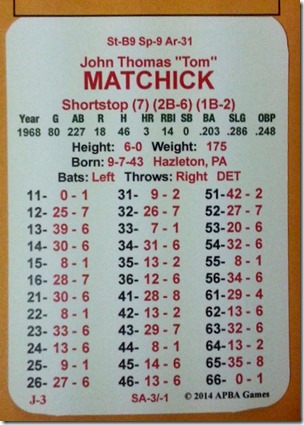 St-B9 Sp-9 Ar-31
John Thomas "Tom"
MATCHICK
Shortstop (7) (2B-6) (1B-2)
Year G AB R H HR RBI SB BA SLG OBP
1968 80 227 18 46 3 14 0 .203 .286 .248
Height: 6-0 Weight: 175
Born: 9-7-43 Hazleton, PA
Bats: Left Throws: Right DET
11- 0 - 1 31- 9 - 2 51-42 - 2
12- 25 - 7 32- 26 - 7 52-27 - 7
13- 39 - 6 33- 8 - 1 53-20 - 6
14- 30 - 6 34- 31 - 6 54-32 - 6
15- 8 - 1 35- 13 - 2 55- 8 - 1
16- 28 - 7 36- 12 - 6 56-34 - 6
21- 30 - 6 41- 24 - 6 61-26 - 6
22- 8 - 1 42- 13 - 2 62-31 - 6
23- 33 - 6 43- 29 - 7 63-32 - 6
24- 13 - 6 44- 8 - 1 64-32 - 6
25- 9 - 1 45- 14 - 6 65-35 - 8
26- 27 - 6 46- 13 - 6 66- 0 - 1
J-3 SA-3/-1 © 2014 APBA Games